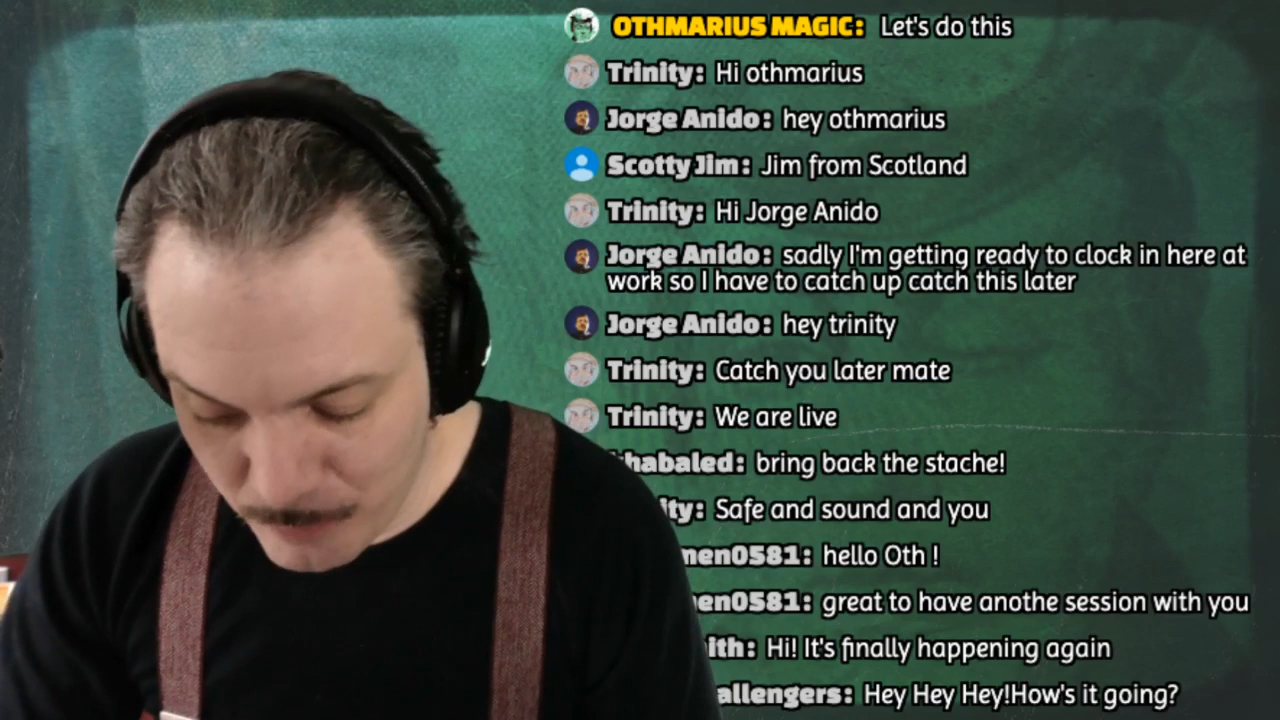 OTHMARIUS MAGIC: Let's do this
Trinity: Hi othmarius
Jorge Anido: hey othmarius
Scotty Jim: Jim from Scotland
Trinity: Hi Jorge Anido
Jorge Anido: sadly I'm getting ready to clock in here at
work so I have to catch up catch this later
Jorge Anido: hey trinity
Trinity: Catch you later mate
Trinity: We are live
habaled: bring back the stache!
ity: Safe and sound and you
men0581: hello Oth !
en0581: great to have anothe session with you
ith: Hi! It's finally happening again
allengers: Hey Hey Hey!How's it going?